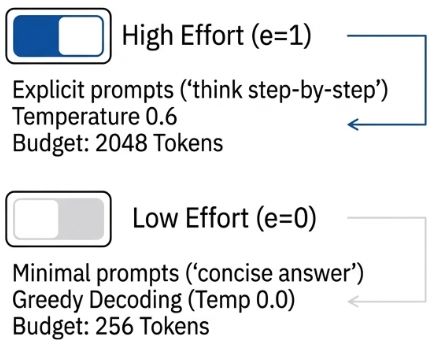 High Effort (e=1)
Explicit prompts (‘think step-by-step’)
Temperature 0.6
Budget: 2048 Tokens
Low Effort (e=0)
Minimal prompts (‘concise answer’)
Greedy Decoding (Temp 0.0)
Budget: 256 Tokens